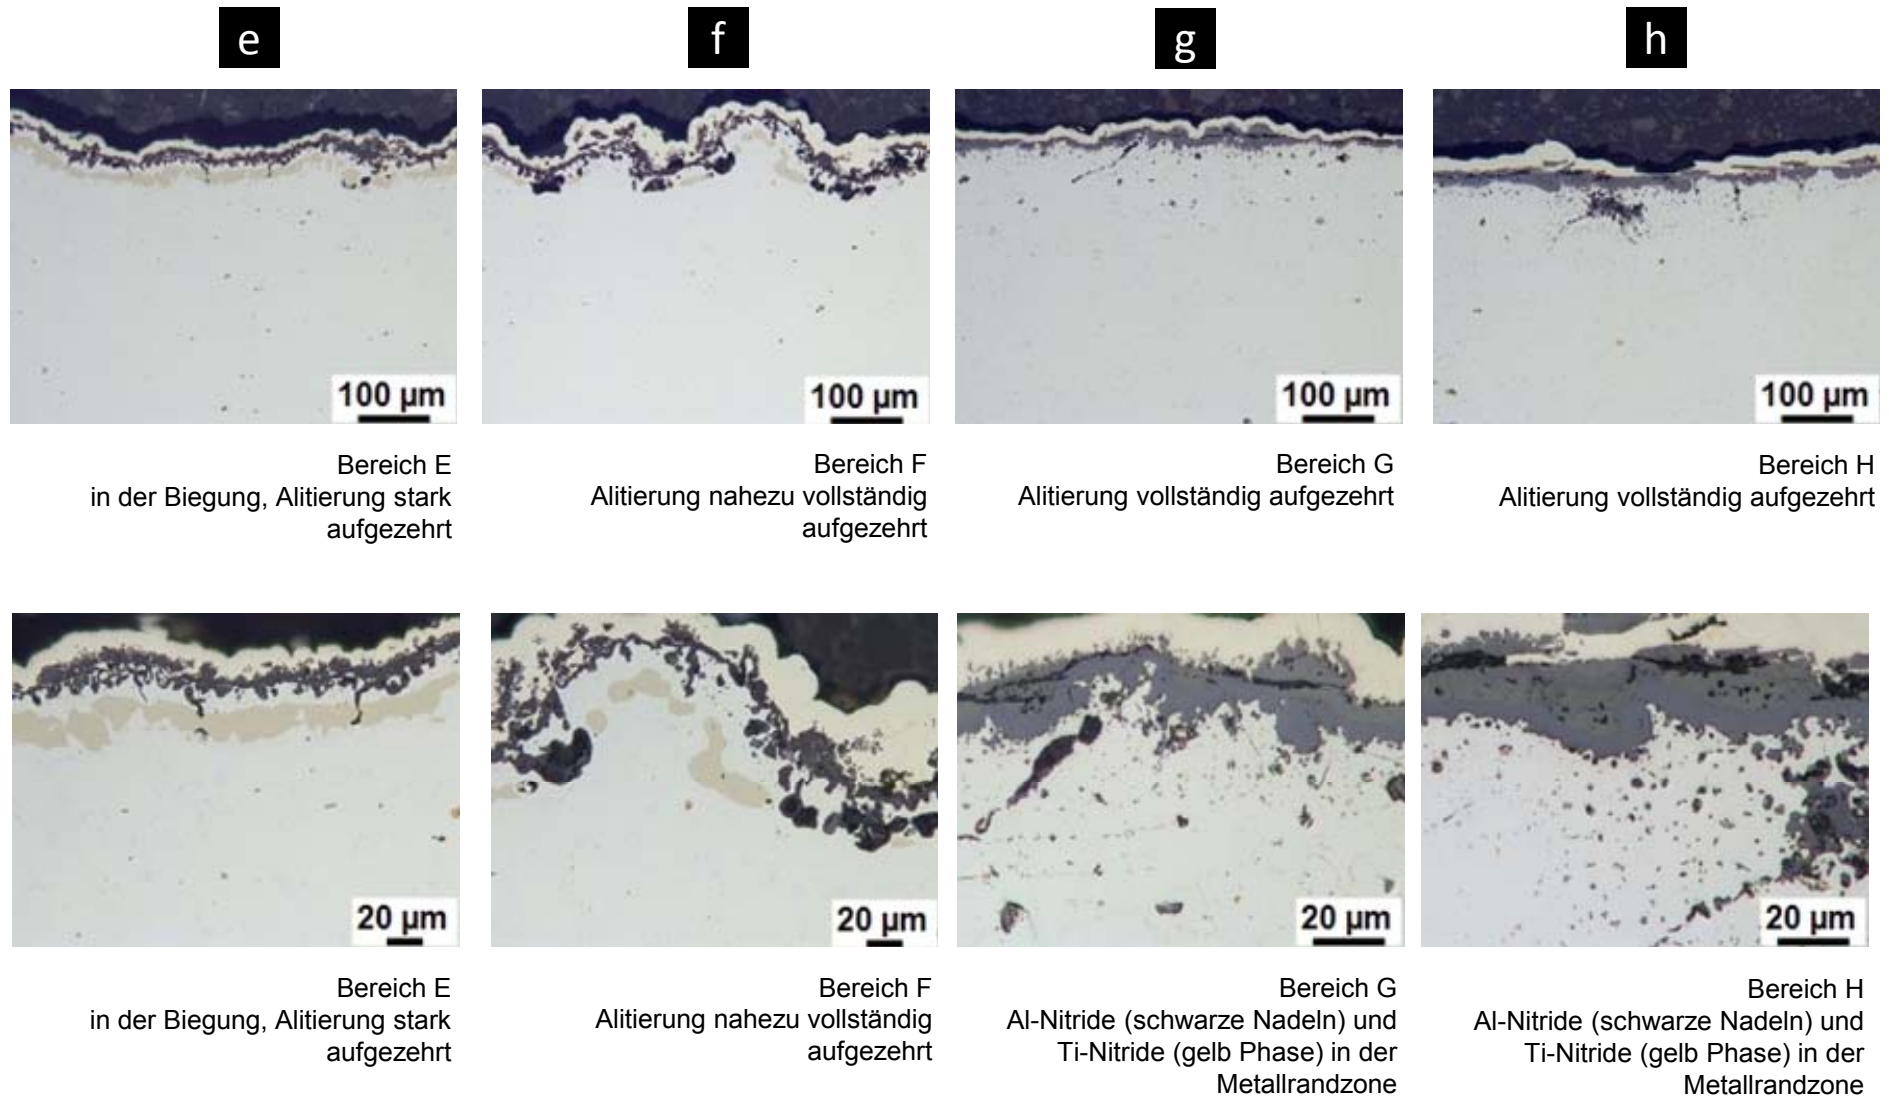 e
f
g
h
100 µm
100 µm
100 µm
100 µm
Bereich E
in der Biegung, Alitierung stark
aufgezehrt
Bereich F
Alitierung nahezu vollständig
aufgezehrt
Bereich G
Alitierung vollständig aufgezehrt
Bereich H
Alitierung vollständig aufgezehrt
20 µm
20 µm
20 µm
20 µm
Bereich E
in der Biegung, Alitierung stark
aufgezehrt
Bereich F
Alitierung nahezu vollständig
aufgezehrt
Bereich G
Al-Nitride (schwarze Nadeln) und
Ti-Nitride (gelb Phase) in der
Metallrandzone
Bereich H
Al-Nitride (schwarze Nadeln) und
Ti-Nitride (gelb Phase) in der
Metallrandzone